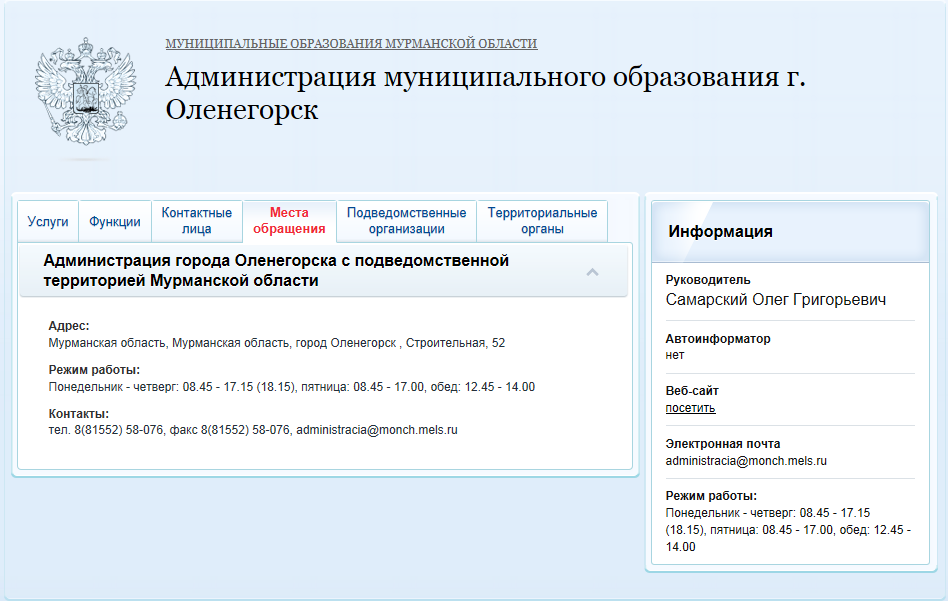 МУНИЦИПАЛЬНЫЕ ОБРАЗОВАНИЯ МУРМАНСКОЙ ОБЛАСТИ
Администрация муниципального образования г.
Оленегорск
Услуги
Функции
Контактные
лица
Места
обращения
Подведомственные
организации
Территориальные
органы
Администрация города Оленегорска с подведомственной
территорией Мурманской области
Адрес:
Мурманская область, Мурманская область, город Оленегорск , Строительная, 52
Режим работы:
Понедельник - четверг: 08.45 - 17.15 (18.15), пятница: 08.45 - 17.00, обед: 12.45 - 14.00
Контакты:
тел. 8(81552) 58-076, факс 8(81552) 58-076, administracia@monch.mels.ru
Информация
Руководитель
Самарский Олег Григорьевич
Автоинформатор
нет
Веб-сайт
посетить
Электронная почта
administracia@monch.mels.ru
Режим работы:
Понедельник - четверг: 08.45 - 17.15
(18.15), пятница: 08.45 - 17.00, обед: 12.45 -
14.00